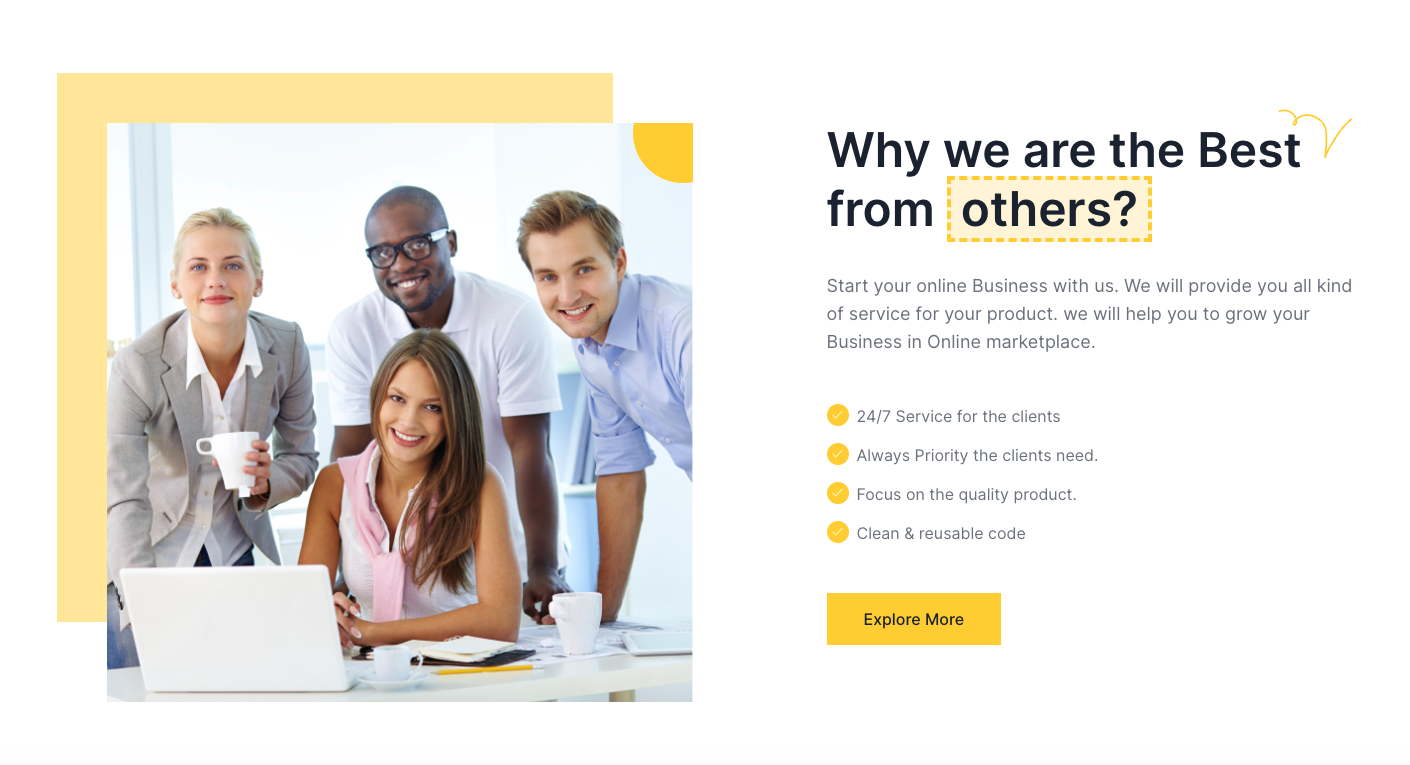 Why we are the Best
from others?
Start your online Business with us. We will provide you all kind
of service for your product. we will help you to grow your
Business in Online marketplace.
24/7 Service for the clients
Always Priority the clients need.
Focus on the quality product.
Clean & reusable code
Explore More